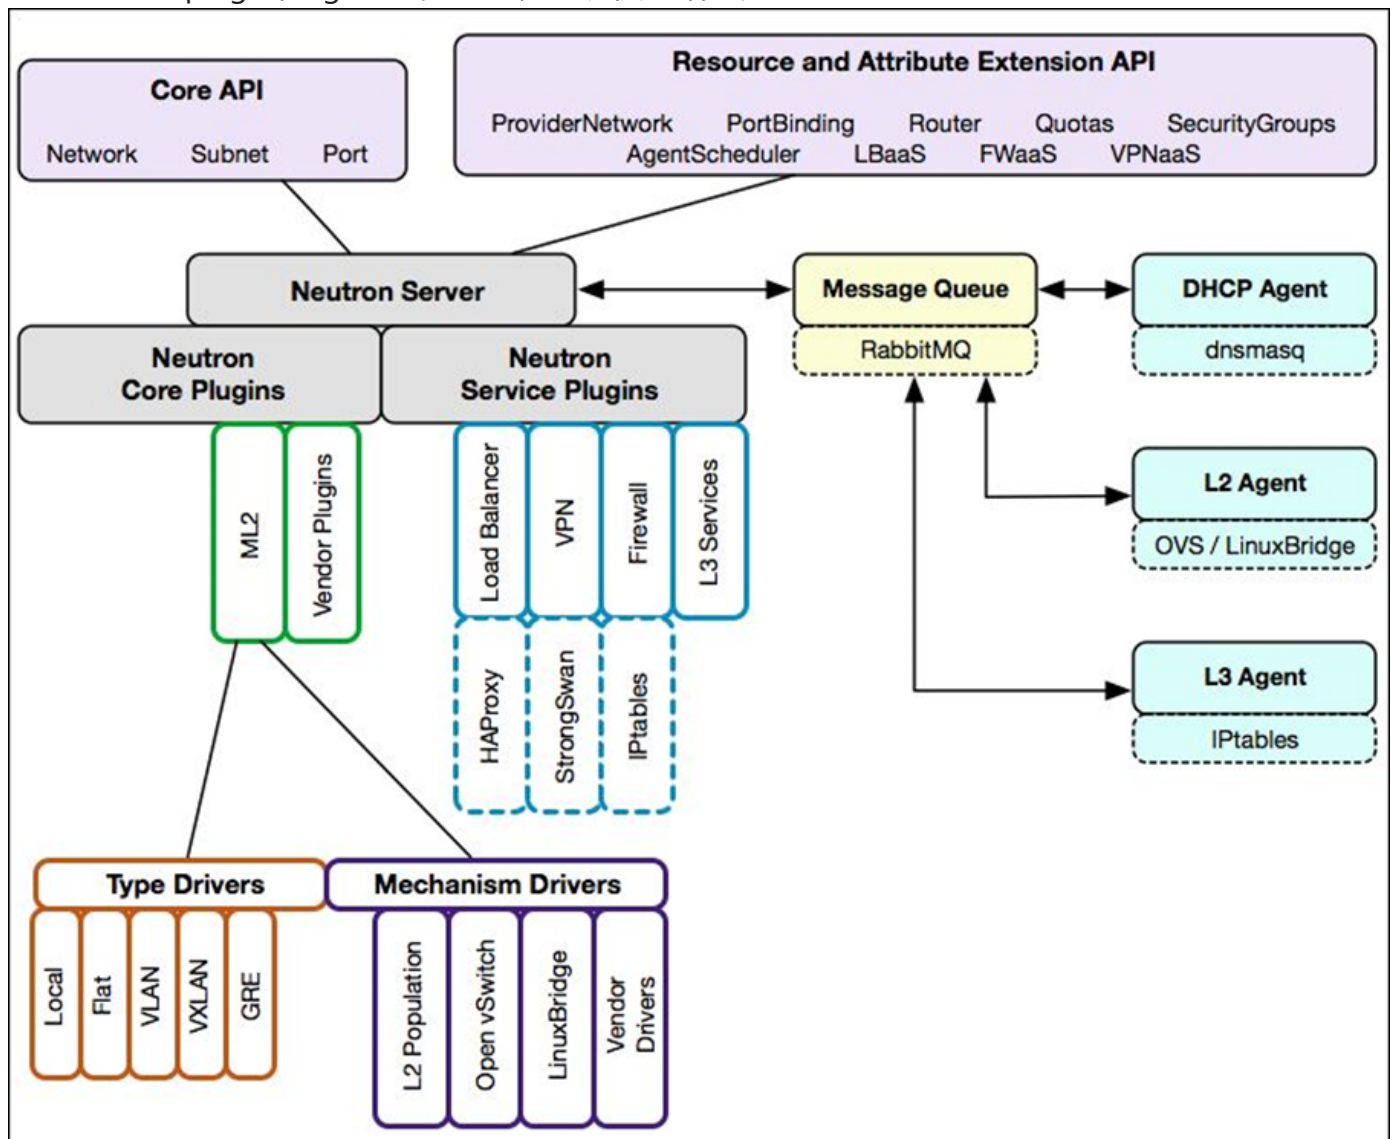 Core API
Network Subnet Port
Resource and Attribute Extension API
ProviderNetwork PortBinding Router Quotas SecurityGroups
AgentScheduler LBaaS FWaaS VPNaaS
Neutron Server
Message Queue
RabbitMQ
DHCP Agent
dnsmasq
Neutron
Core Plugins
Neutron
Service Plugins
ML2
Vendor Plugins
Load Balancer
VPN
Firewall
L3 Services
HAProxy
StrongSwan
IPtables
L2 Agent
OVS / LinuxBridge
L3 Agent
IPtables
Type Drivers
Local
Flat
VLAN
VXLAN
GRE
Mechanism Drivers
L2 Population
Open vSwitch
LinuxBridge
Vendor
Drivers